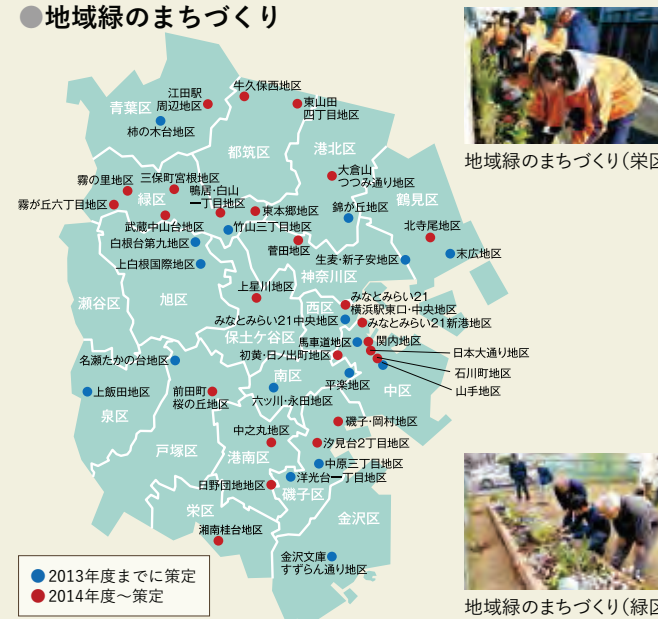 ●地域緑のまちづくり
牛久保西地区
江田駅
周辺地区
東山田
四丁目地区
青葉区
柿の木台地区
都筑区
港北区
大倉山
つつみ通り地区
霧の里地区
三保町宮根地区
鴨居・白山
一丁目地区
鶴見区
緑区
霧が丘六丁目地区
東本郷地区
錦が丘地区
武蔵中山台地区
竹山三丁目地区
北寺尾地区
白根台第九地区
菅田地区
生麦・新子安地区
末広地区
上白根国際地区
神奈川区
瀬谷区
旭区
上星川地区
西区
みなとみらい21
横浜駅東口・中央地区
みなとみらい21中央地区
みなとみらい21新港地区
保土ケ谷区
馬車道地区
関内地区
初黄・日ノ出町地区
日本大通り地区
名瀬たかの台地区
南区
平楽地区
石川町地区
中区
山手地区
上飯田地区
前田町
桜の丘地区
六ッ川・永田地区
泉区
磯子・岡村地区
中之丸地区
汐見台2丁目地区
戸塚区
港南区
中原三丁目地区
日野団地地区
洋光台一丁目地区
磯子区
栄区
金沢区
湘南桂台地区
金沢文庫
すずらん通り地区
●2013年度までに策定
●2014年度～策定
地域緑のまちづくり(栄区
地域緑のまちづくり(緑区